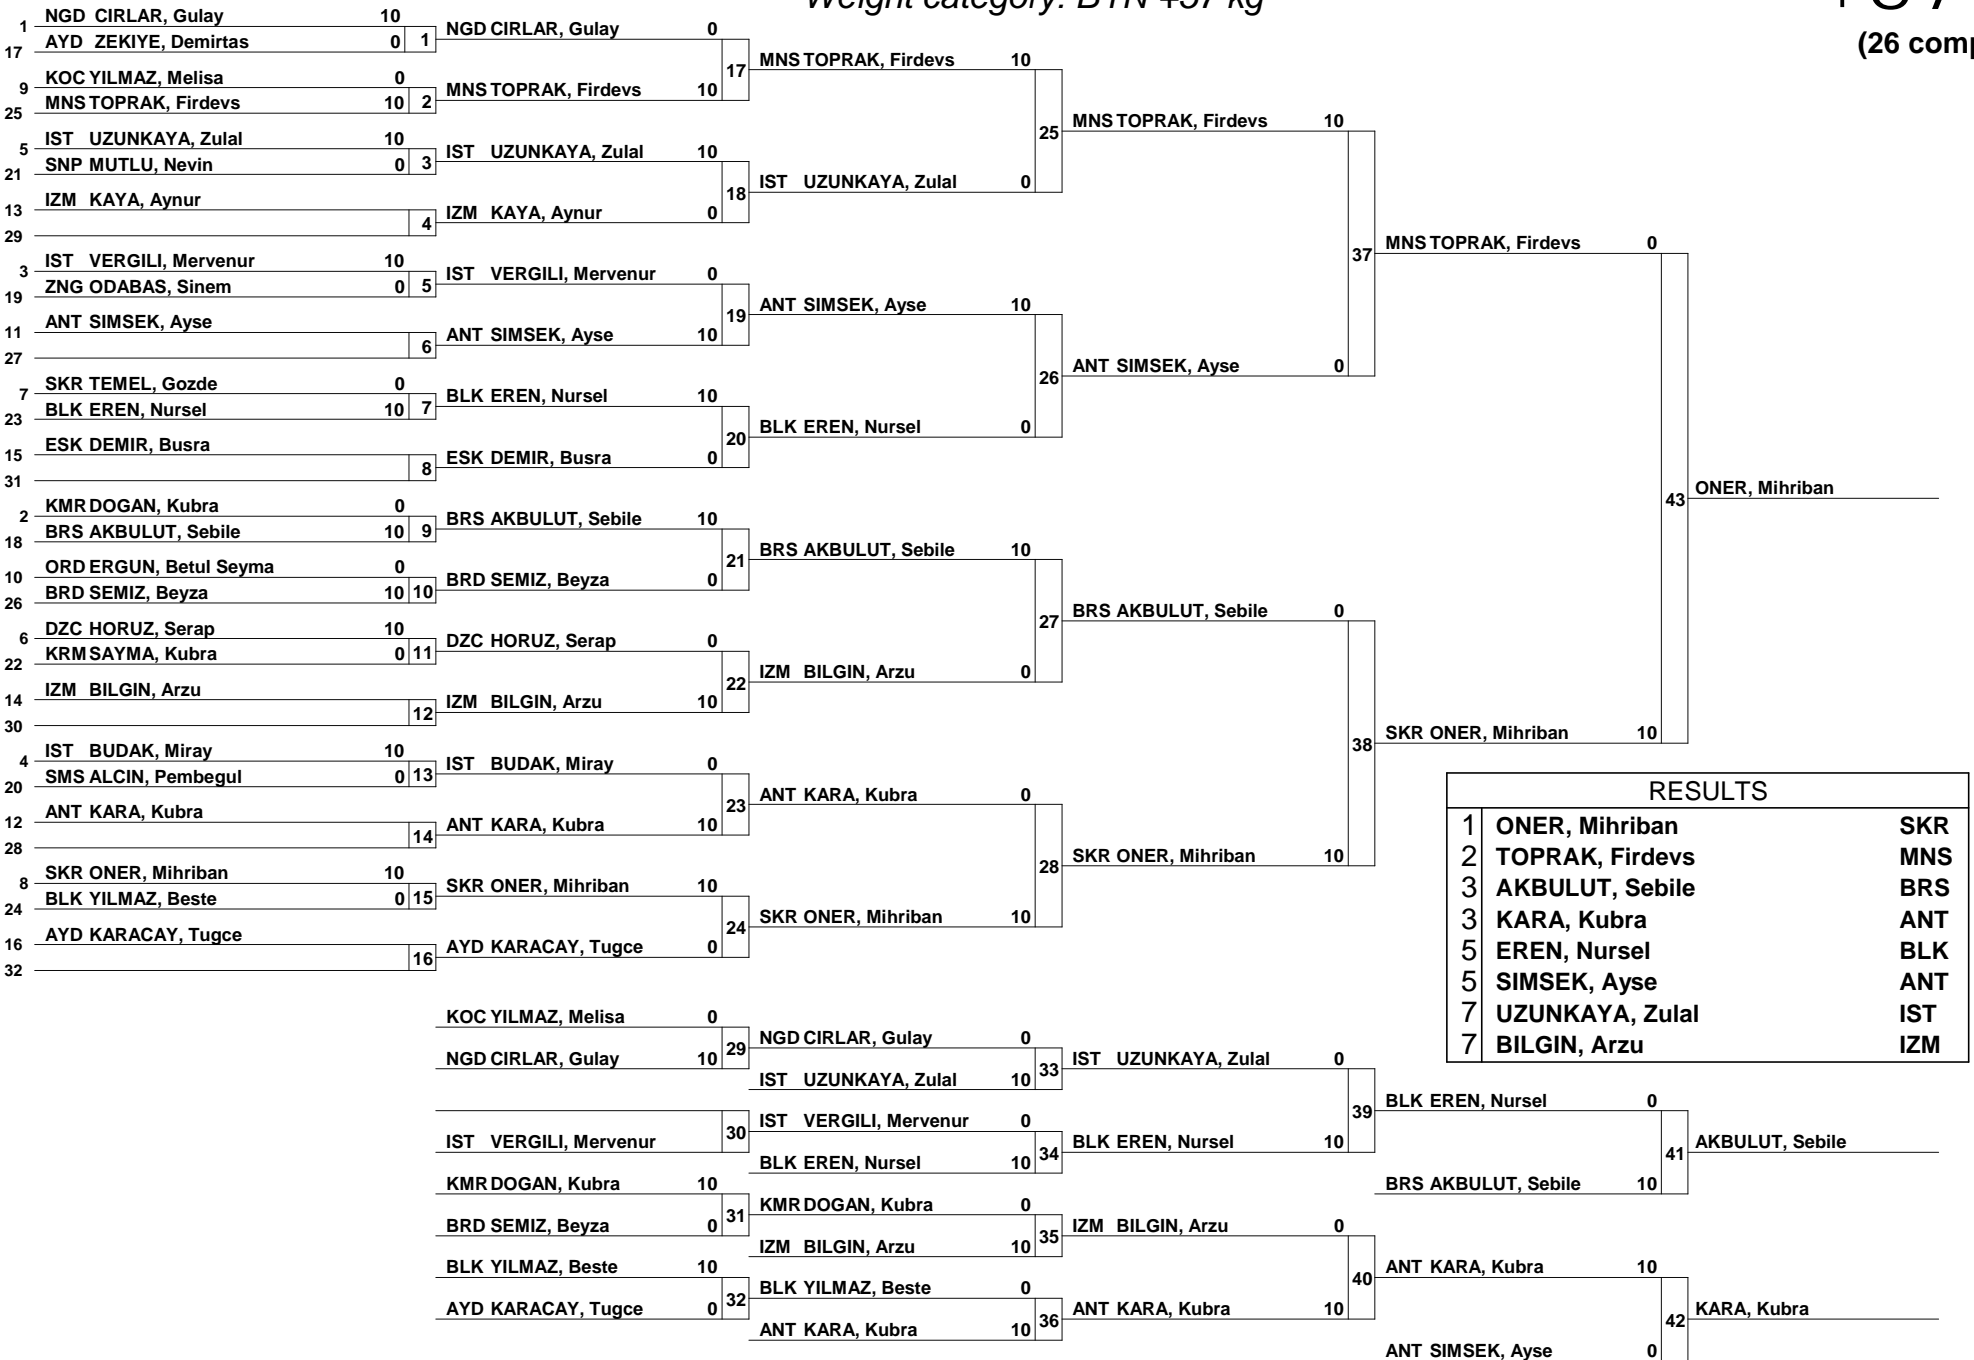 Weight category: BYN +57 kg
(26 comp
1 NGD CIRLAR, Gulay 10
17 AYD ZEKIYE, Demirtas 0 1
9 KOC YILMAZ, Melisa 0
25 MNS TOPRAK, Firdevs 10 2
5 IST UZUNKAYA, Zulal 10
21 SNP MUTLU, Nevin 0 3
13 IZM KAYA, Aynur
29 4
3 IST VERGILI, Mervenur 10
19 ZNG ODABAS, Sinem 0 5
11 ANT SIMSEK, Ayse
27 6
7 SKR TEMEL, Gozde 0
23 BLK EREN, Nursel 10 7
15 ESK DEMIR, Busra
31 8
2 KMR DOGAN, Kubra 0
18 BRS AKBULUT, Sebile 10 9
10 ORD ERGUN, Betul Seyma 0
26 BRD SEMIZ, Beyza 10 10
6 DZC HORUZ, Serap 10
22 KRM SAYMA, Kubra 0 11
14 IZM BILGIN, Arzu
30 12
4 IST BUDAK, Miray 10
20 SMS ALCIN, Pembegul 0 13
12 ANT KARA, Kubra
28 14
8 SKR ONER, Mihriban 10
24 BLK YILMAZ, Beste 0 15
16 AYD KARACAY, Tugce
32 16
NGD CIRLAR, Gulay 0
17
MNS TOPRAK, Firdevs 10
IST UZUNKAYA, Zulal 10
18
IZM KAYA, Aynur 0
IST VERGILI, Mervenur 0
19
ANT SIMSEK, Ayse 10
BLK EREN, Nursel 10
20
ESK DEMIR, Busra 0
BRS AKBULUT, Sebile 10
21
BRD SEMIZ, Beyza 0
DZC HORUZ, Serap 0
22
IZM BILGIN, Arzu 10
IST BUDAK, Miray 0
23
ANT KARA, Kubra 10
SKR ONER, Mihriban 10
24
AYD KARACAY, Tugce 0
MNS TOPRAK, Firdevs 10
25
IST UZUNKAYA, Zulal 0
ANT SIMSEK, Ayse 10
26
BLK EREN, Nursel 0
BRS AKBULUT, Sebile 10
27
IZM BILGIN, Arzu 0
ANT KARA, Kubra 0
28
SKR ONER, Mihriban 10
MNS TOPRAK, Firdevs 10
37
ANT SIMSEK, Ayse 0
BRS AKBULUT, Sebile 0
38
SKR ONER, Mihriban 10
MNS TOPRAK, Firdevs 0
43
SKR ONER, Mihriban 10
ONER, Mihriban
RESULTS
1 ONER, Mihriban SKR
2 TOPRAK, Firdevs MNS
3 AKBULUT, Sebile BRS
3 KARA, Kubra ANT
5 EREN, Nursel BLK
5 SIMSEK, Ayse ANT
7 UZUNKAYA, Zulal IST
7 BILGIN, Arzu IZM
KOC YILMAZ, Melisa 0
29
NGD CIRLAR, Gulay 10
30
IST VERGILI, Mervenur
KMR DOGAN, Kubra 10
31
BRD SEMIZ, Beyza 0
BLK YILMAZ, Beste 10
32
AYD KARACAY, Tugce 0
NGD CIRLAR, Gulay 0
33
IST UZUNKAYA, Zulal 10
IST VERGILI, Mervenur 0
34
BLK EREN, Nursel 10
KMR DOGAN, Kubra 0
35
IZM BILGIN, Arzu 10
BLK YILMAZ, Beste 0
36
ANT KARA, Kubra 10
IST UZUNKAYA, Zulal 0
39
BLK EREN, Nursel 10
IZM BILGIN, Arzu 0
40
ANT KARA, Kubra 10
BLK EREN, Nursel 0
41
BRS AKBULUT, Sebile 10
AKBULUT, Sebile
ANT KARA, Kubra 10
42
ANT SIMSEK, Ayse 0
KARA, Kubra